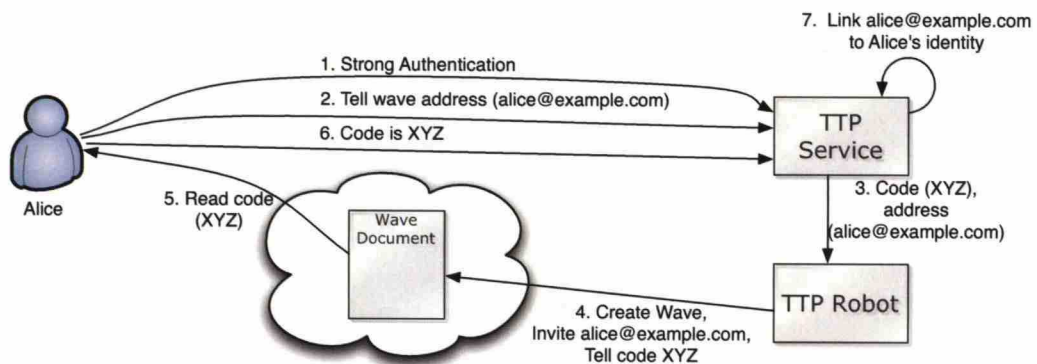 7. Link alice@example.com
to Alice's identity
1. Strong Authentication
2. Tell wave address (alice@example.com)
6. Code is XYZ
TTP
Service
Alice
5. Read code
(XYZ)
Wave
Document
3. Code (XYZ),
address
(alice@example.com)
4. Create Wave,
Invite alice@example.com,
Tell code XYZ
TTP Robot